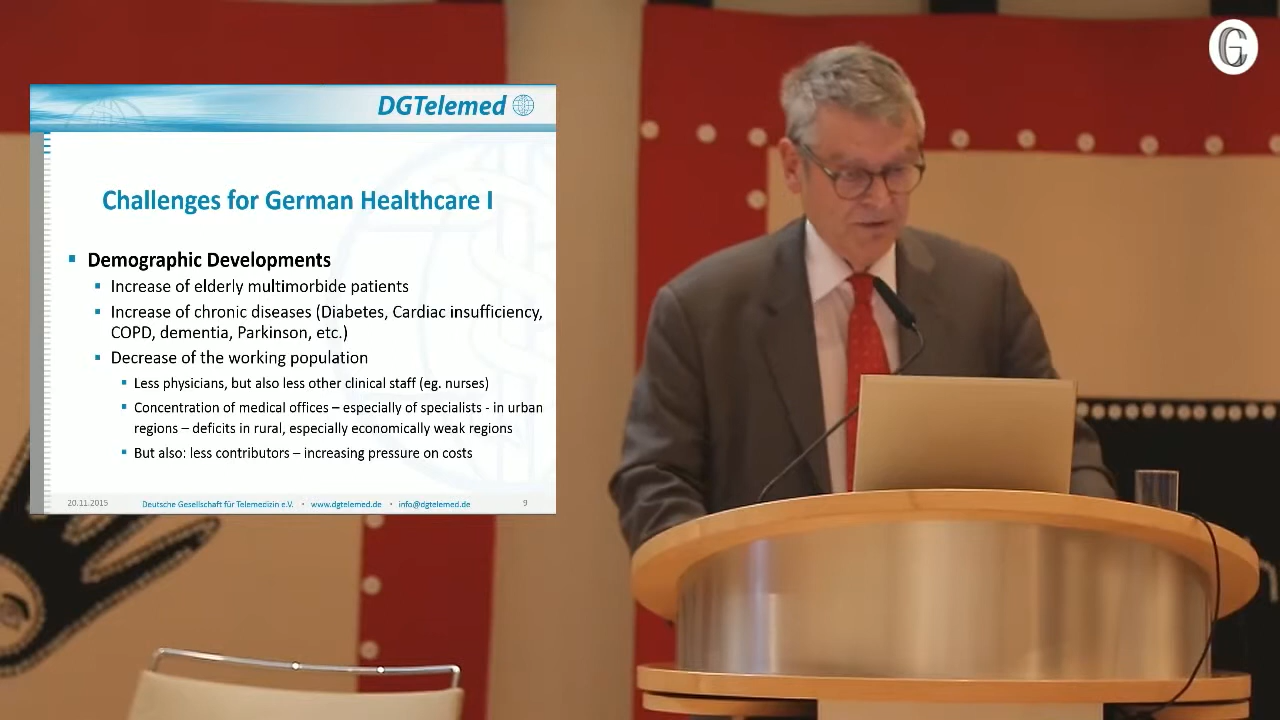 DGTelemed
Challenges for German Healthcare I
Demographic Developments
Increase of elderly multimorbide patients
Increase of chronic diseases (Diabetes, Cardiac insufficiency,
COPD, dementia, Parkinson, etc.)
Decrease of the working population
Less physicians, but also less other clinical staff (eg. nurses)
Concentration of medical offices – especially of specialists in urban
regions – deficits in rural, especially economically weak regions
But also: less contributors – increasing pressure on costs
20.11.2015 Deutsche Gesellschaft für Telemedizin e.V. • www.dgtelemed.de • info@dgtelemed.de 9
G